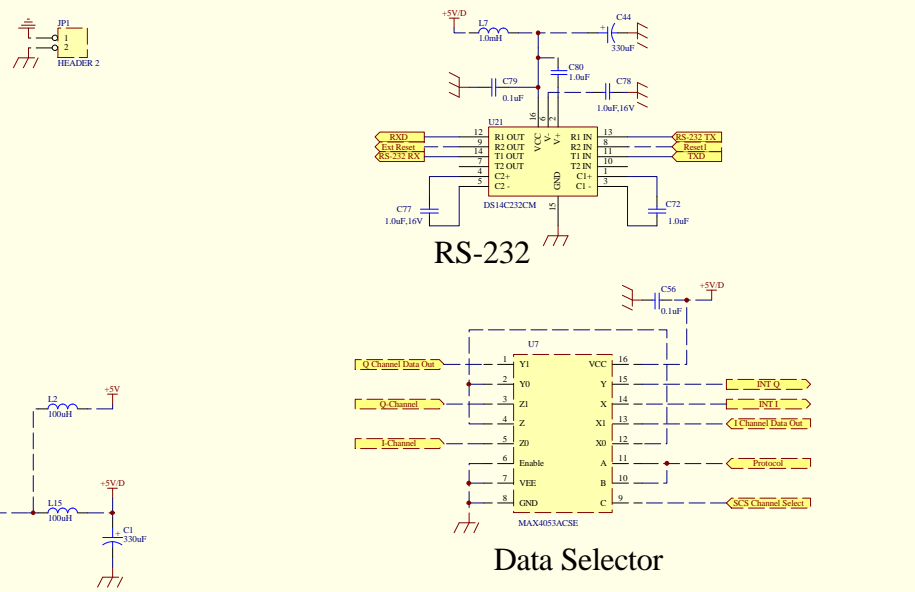 JP1
1
2
HEADER 2
+5V/D
L7
1.0mH
C44
+
330uF
C80
1.0uF
C79
0.1uF
C78
1.0uF,16V
16
6
2
U21
RXD
12
R1 OUT
VCC
V-
V+
R1 IN
13
RS-232 TX
Ext Reset
9
R2 OUT
R2 IN
8
Reset1
RS-232 RX
14
T1 OUT
T1 IN
11
TXD
7
T2 OUT
T2 IN
10
4
C2+
GND
C1+
1
5
C2 -
C1 -
3
DS14C232CM
15
C77
1.0uF,16V
C72
1.0uF
RS-232
C56
0.1uF
+5V/D
U7
Q Channel Data Out
1
Y1
VCC
16
2
Y0
Y
15
INT Q
Q-Channel
3
Z1
X
14
INT I
4
Z
X1
13
I Channel Data Out
I-Channel
5
Z0
X0
12
6
Enable
A
11
Protocol
7
VEE
B
10
8
GND
C
9
SCS Channel Select
MAX4053ACSE
Data Selector
L2
100uH
+5V
L15
100uH
+5V/D
C1
+
330uF